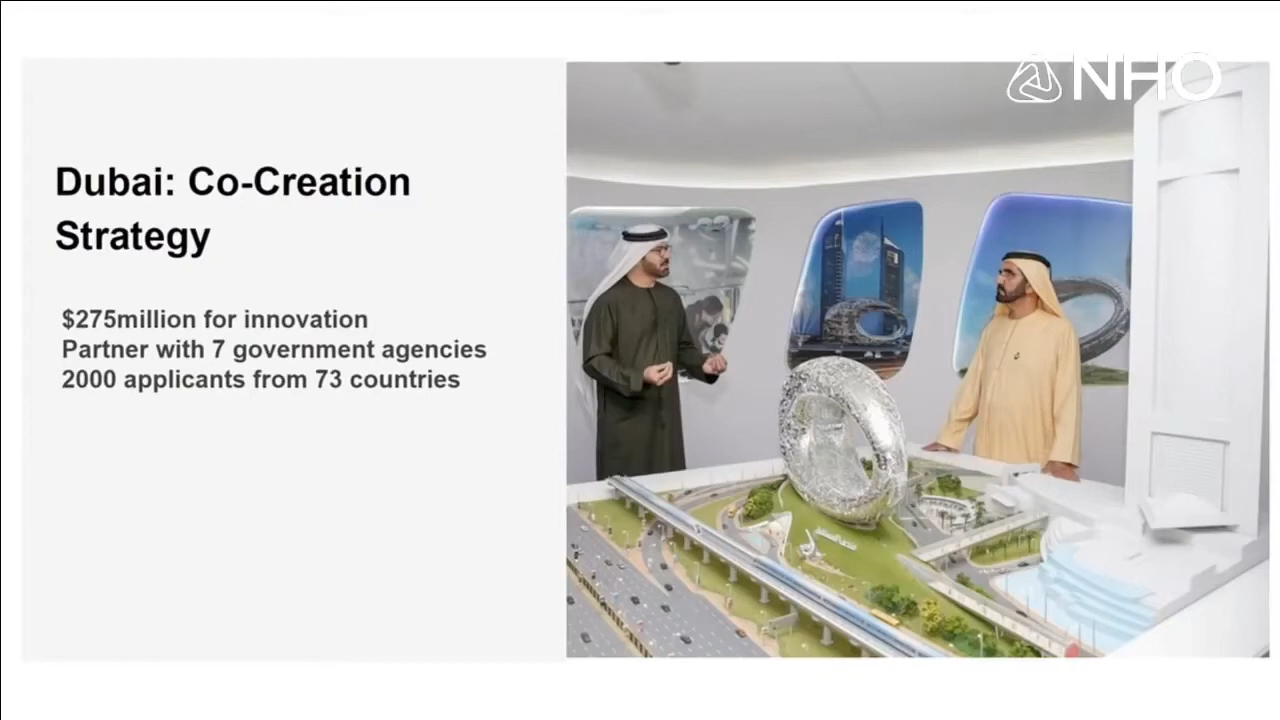 NHO
Dubai: Co-Creation
Strategy
$275million for innovation
Partner with 7 government agencies
2000 applicants from 73 countries